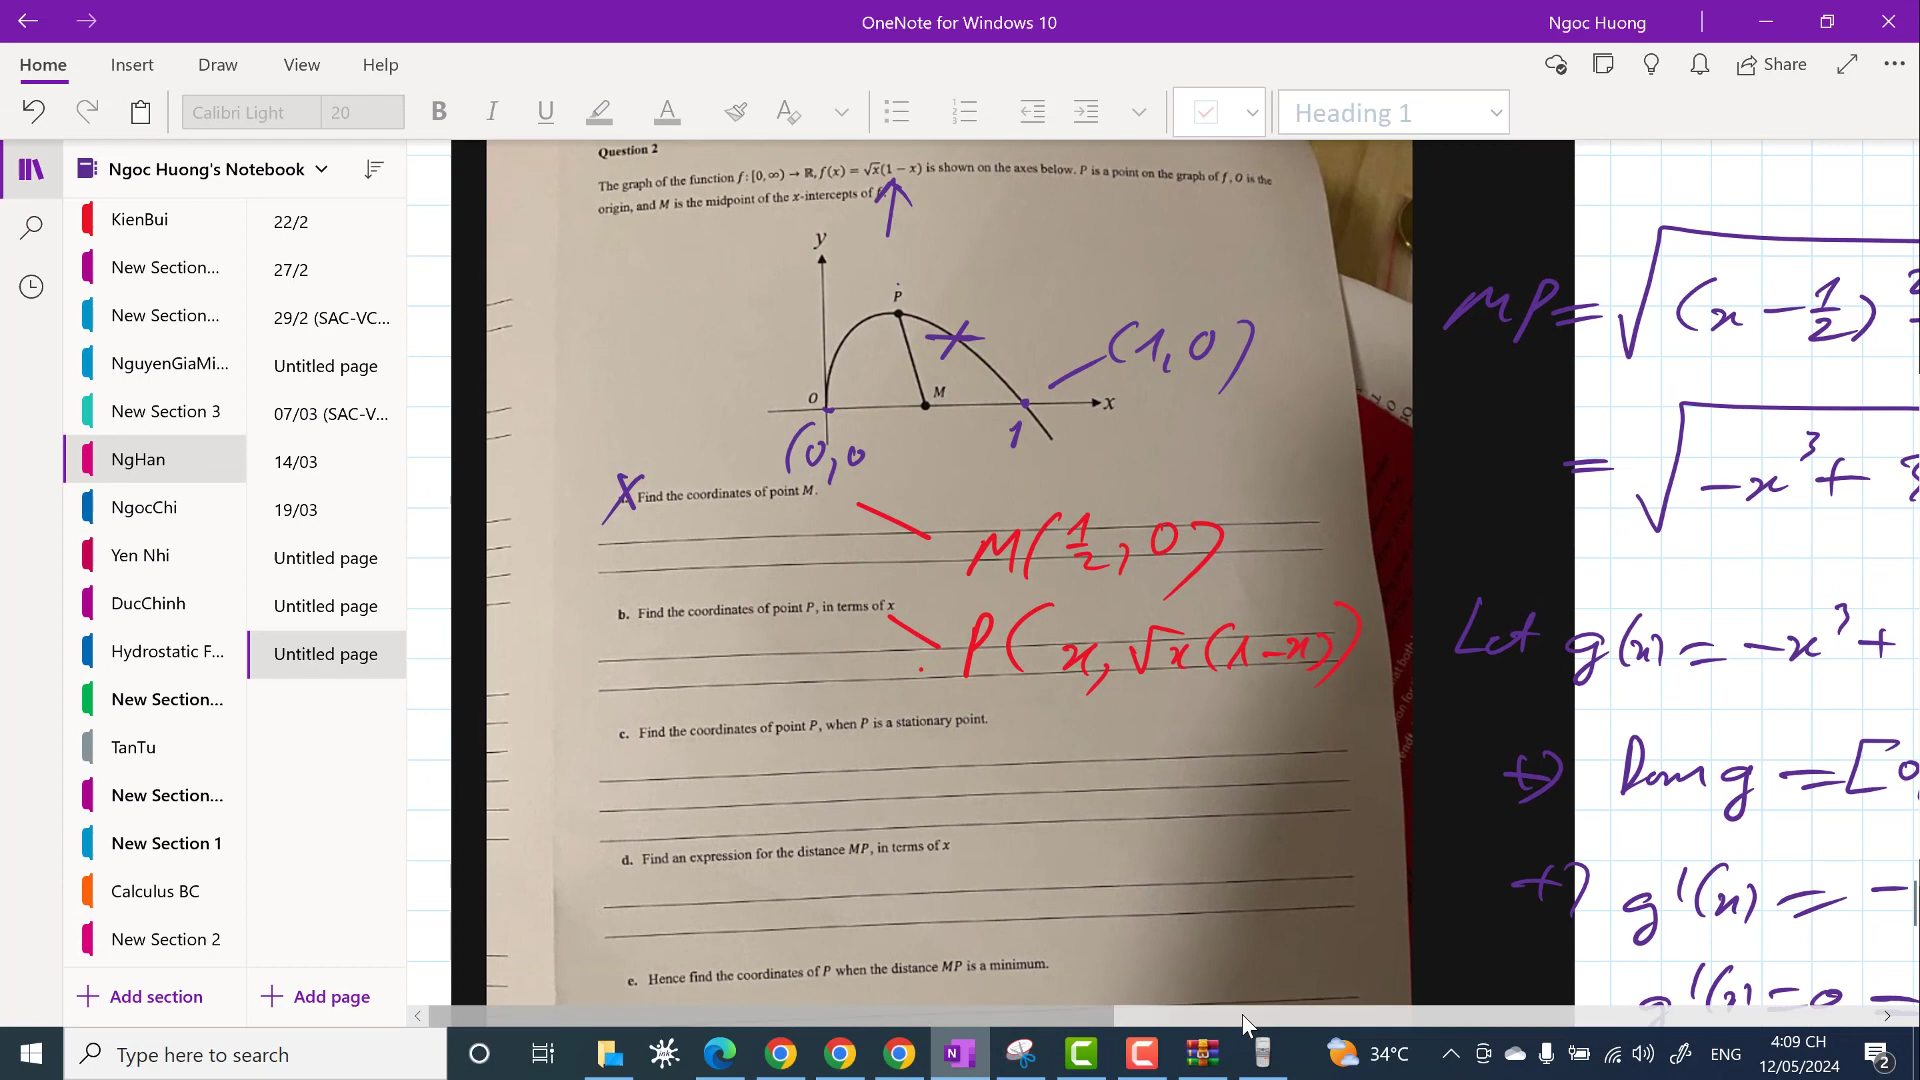 OneNote for Windows 10
Ngoc Huong
Home
Insert
Draw
View
Help
Share
Calibri Light
20
B
I
U
A
Heading 1
Ngoc Huong's Notebook
KienBui
New Section...
New Section...
NguyenGiaMi...
New Section 3
NgHan
NgocChi
Yen Nhi
DucChinh
Hydrostatic F...
New Section...
TanTu
New Section...
New Section 1
Calculus BC
New Section 2
Add section
22/2
27/2
29/2 (SAC-VC...
Untitled page
07/03 (SAC-V...
14/03
19/03
Untitled page
Untitled page
Untitled page
Add page
Question 2
The graph of the function f : [0, ∞) → ℝ, f(x) = √x(1 − x) is shown on the axes below. P is a point on the graph of f, O is the
origin, and M is the midpoint of the x-intercepts of
y
P
O
M
x
(1, 0)
(0, 0
1
Find the coordinates of point M.
M(1/2, 0)
b. Find the coordinates of point P, in terms of x
P(x, √x(1−x))
c. Find the coordinates of point P, when P is a stationary point.
d. Find an expression for the distance MP, in terms of x
e. Hence find the coordinates of P when the distance MP is a minimum.
MP = √(x − 1/2)²
= √−x³ +
Let g(x) = −x³ +
+) Dom g = [0,
+) g'(x) = −
g'(x) = 0
Type here to search
34°C
ENG
4:09 CH
12/05/2024
2